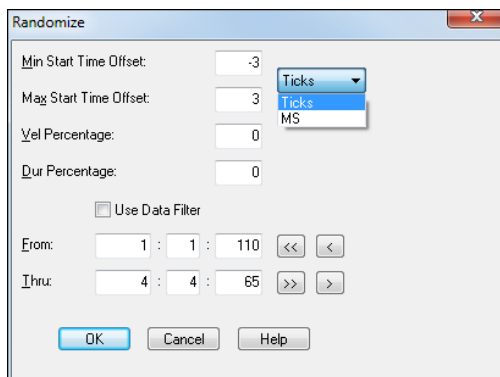 Randomize
Min Start Time Offset: -3
Ticks
Max Start Time Offset: 3
Ticks
MS
Vel Percentage: 0
Dur Percentage: 0
Use Data Filter
From: 1 : 1 : 110 << <
Thru: 4 : 4 : 65 >> >
OK Cancel Help